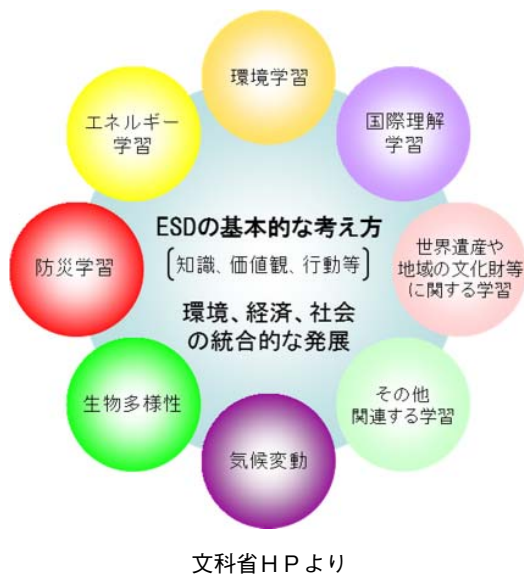 環境学習
国際理解
学習
世界遺産や
地域の文化財等
に関する学習
その他
関連する学習
気候変動
生物多様性
防災学習
エネルギー
学習
ESDの基本的な考え方
[知識、価値観、行動等]
環境、経済、社会
の統合的な発展
文科省HPより